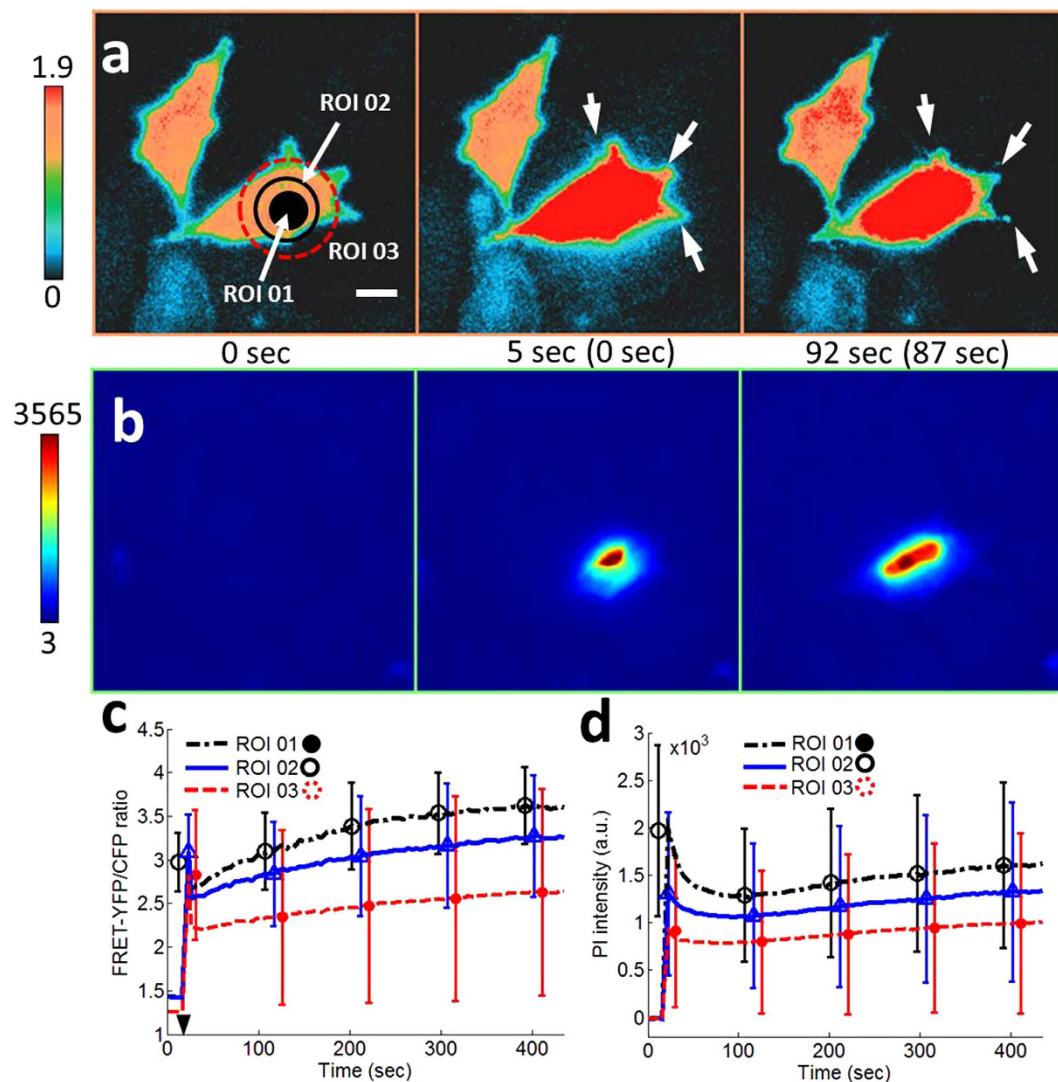 a
1.9
0
ROI 02
ROI 03
ROI 01
0 sec
5 sec (0 sec)
92 sec (87 sec)
b
3565
3
c
FRET-YFP/CFP ratio
4.5
4
3.5
3
2.5
2
1.5
1
ROI 01
ROI 02
ROI 03
0 100 200 300 400
Time (sec)
d
PI intensity (a.u.)
3
2.5
2
1.5
1
0.5
0
x10³
ROI 01
ROI 02
ROI 03
0 100 200 300 400
Time (sec)